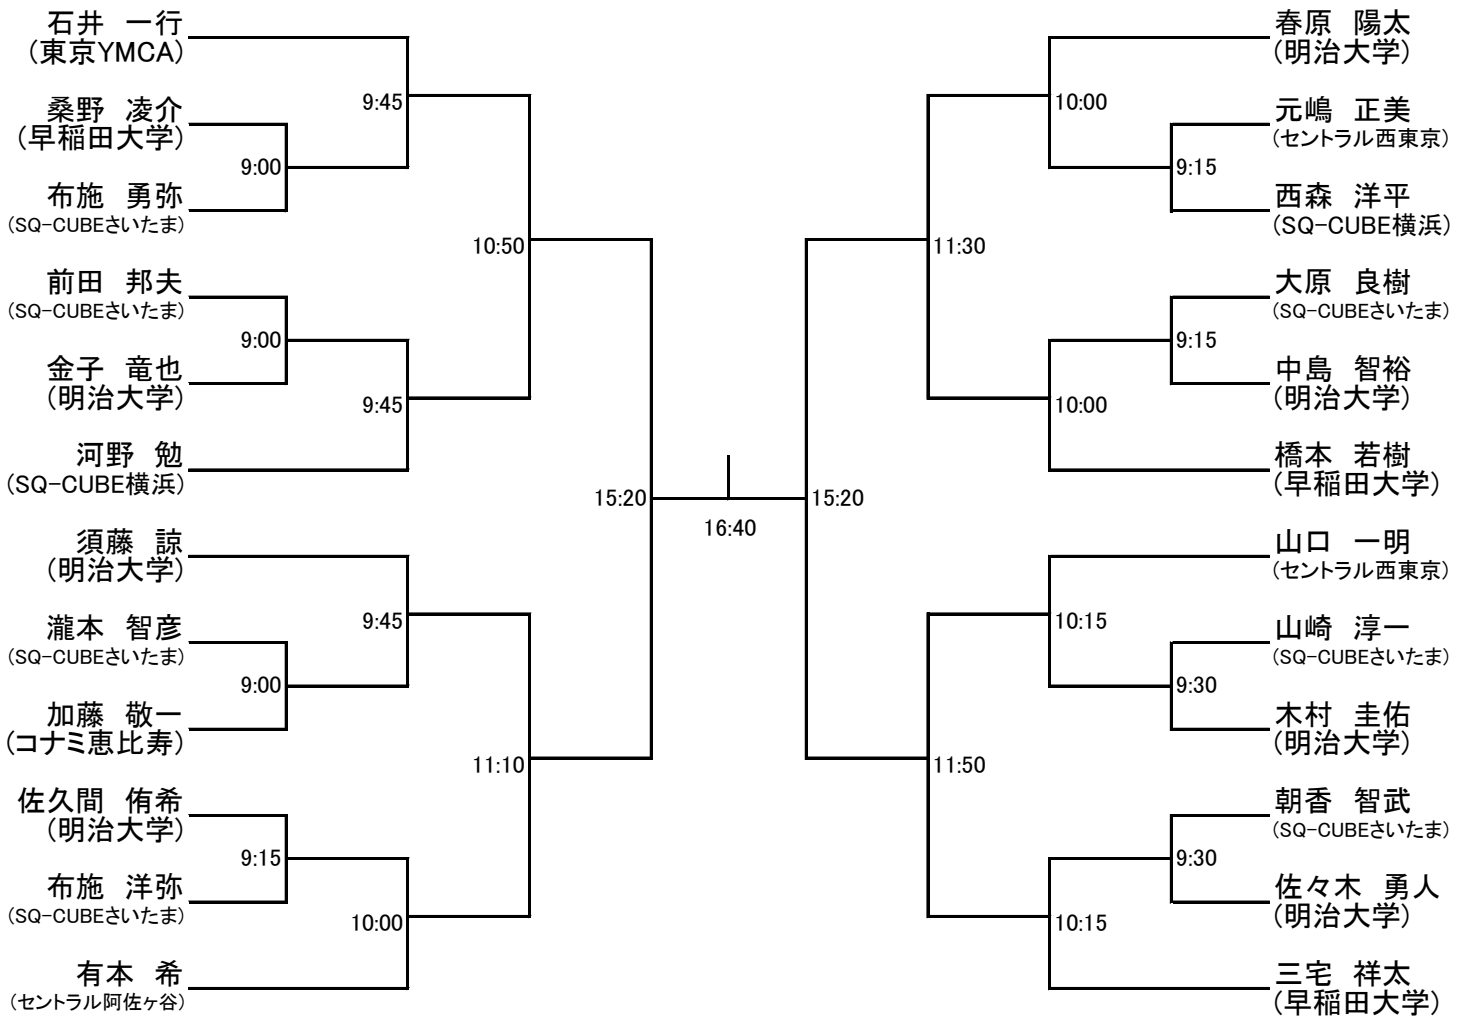 石井　一行
(東京YMCA)
9:45
桑野　凌介
(早稲田大学)
9:00
布施　勇弥
(SQ-CUBEさいたま)
10:50
前田　邦夫
(SQ-CUBEさいたま)
9:00
金子　竜也
(明治大学)
9:45
河野　勉
(SQ-CUBE横浜)
15:20
須藤　諒
(明治大学)
9:45
瀧本　智彦
(SQ-CUBEさいたま)
9:00
加藤　敬一
(コナミ恵比寿)
11:10
佐久間　侑希
(明治大学)
9:15
布施　洋弥
(SQ-CUBEさいたま)
10:00
有本　希
(セントラル阿佐ヶ谷)
16:40
春原　陽太
(明治大学)
10:00
元嶋　正美
(セントラル西東京)
9:15
西森　洋平
(SQ-CUBE横浜)
11:30
大原　良樹
(SQ-CUBEさいたま)
9:15
中島　智裕
(明治大学)
10:00
橋本　若樹
(早稲田大学)
15:20
山口　一明
(セントラル西東京)
10:15
山崎　淳一
(SQ-CUBEさいたま)
9:30
木村　圭佑
(明治大学)
11:50
朝香　智武
(SQ-CUBEさいたま)
9:30
佐々木　勇人
(明治大学)
10:15
三宅　祥太
(早稲田大学)